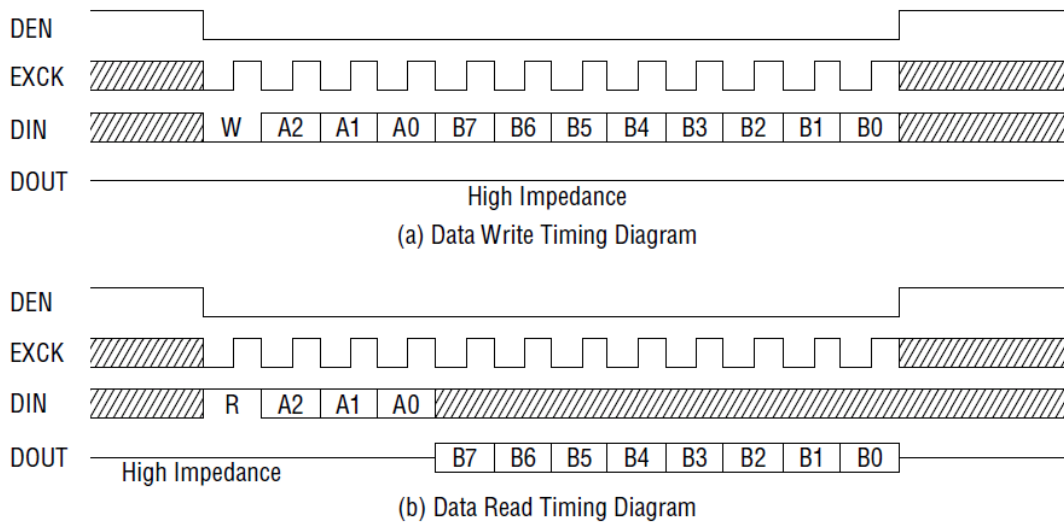 DEN
EXCK
DIN W A2 A1 A0 B7 B6 B5 B4 B3 B2 B1 B0
DOUT
High Impedance
(a) Data Write Timing Diagram
DEN
EXCK
DIN R A2 A1 A0
DOUT B7 B6 B5 B4 B3 B2 B1 B0
High Impedance
(b) Data Read Timing Diagram